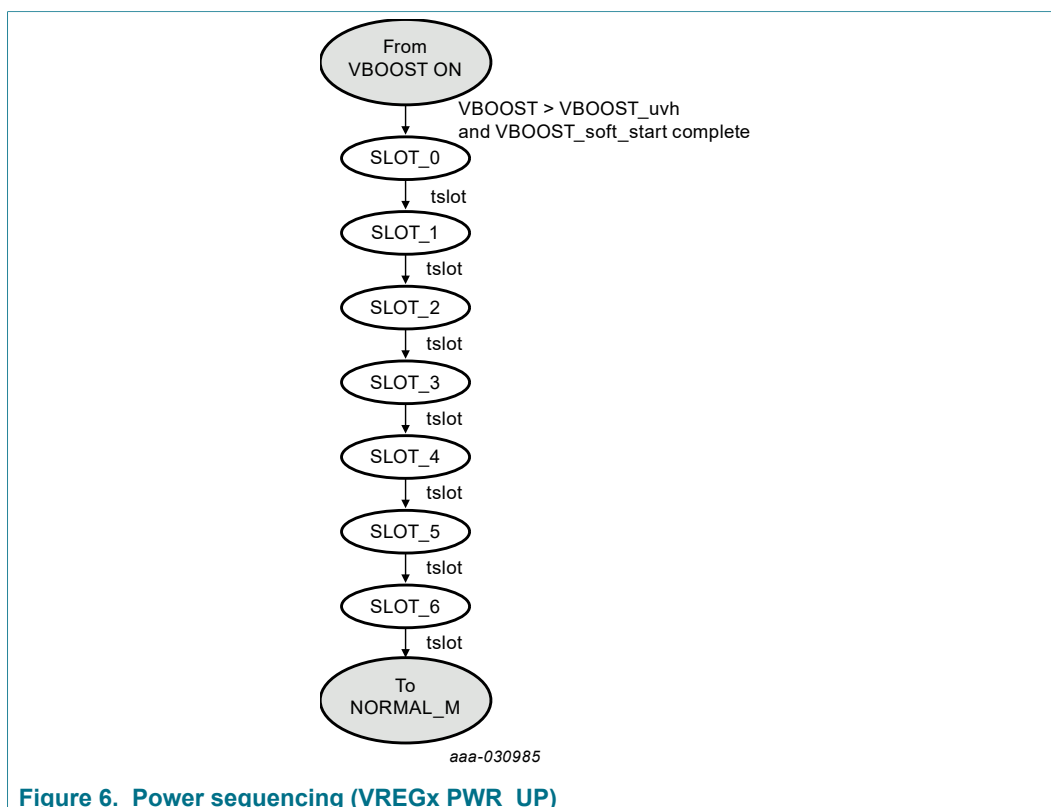 From
VBOOST ON
VBOOST > VBOOST_uvh
and VBOOST_soft_start complete
SLOT_0
tslot
SLOT_1
tslot
SLOT_2
tslot
SLOT_3
tslot
SLOT_4
tslot
SLOT_5
tslot
SLOT_6
tslot
To
NORMAL_M
aaa-030985
Figure 6. Power sequencing (VREGx PWR_UP)